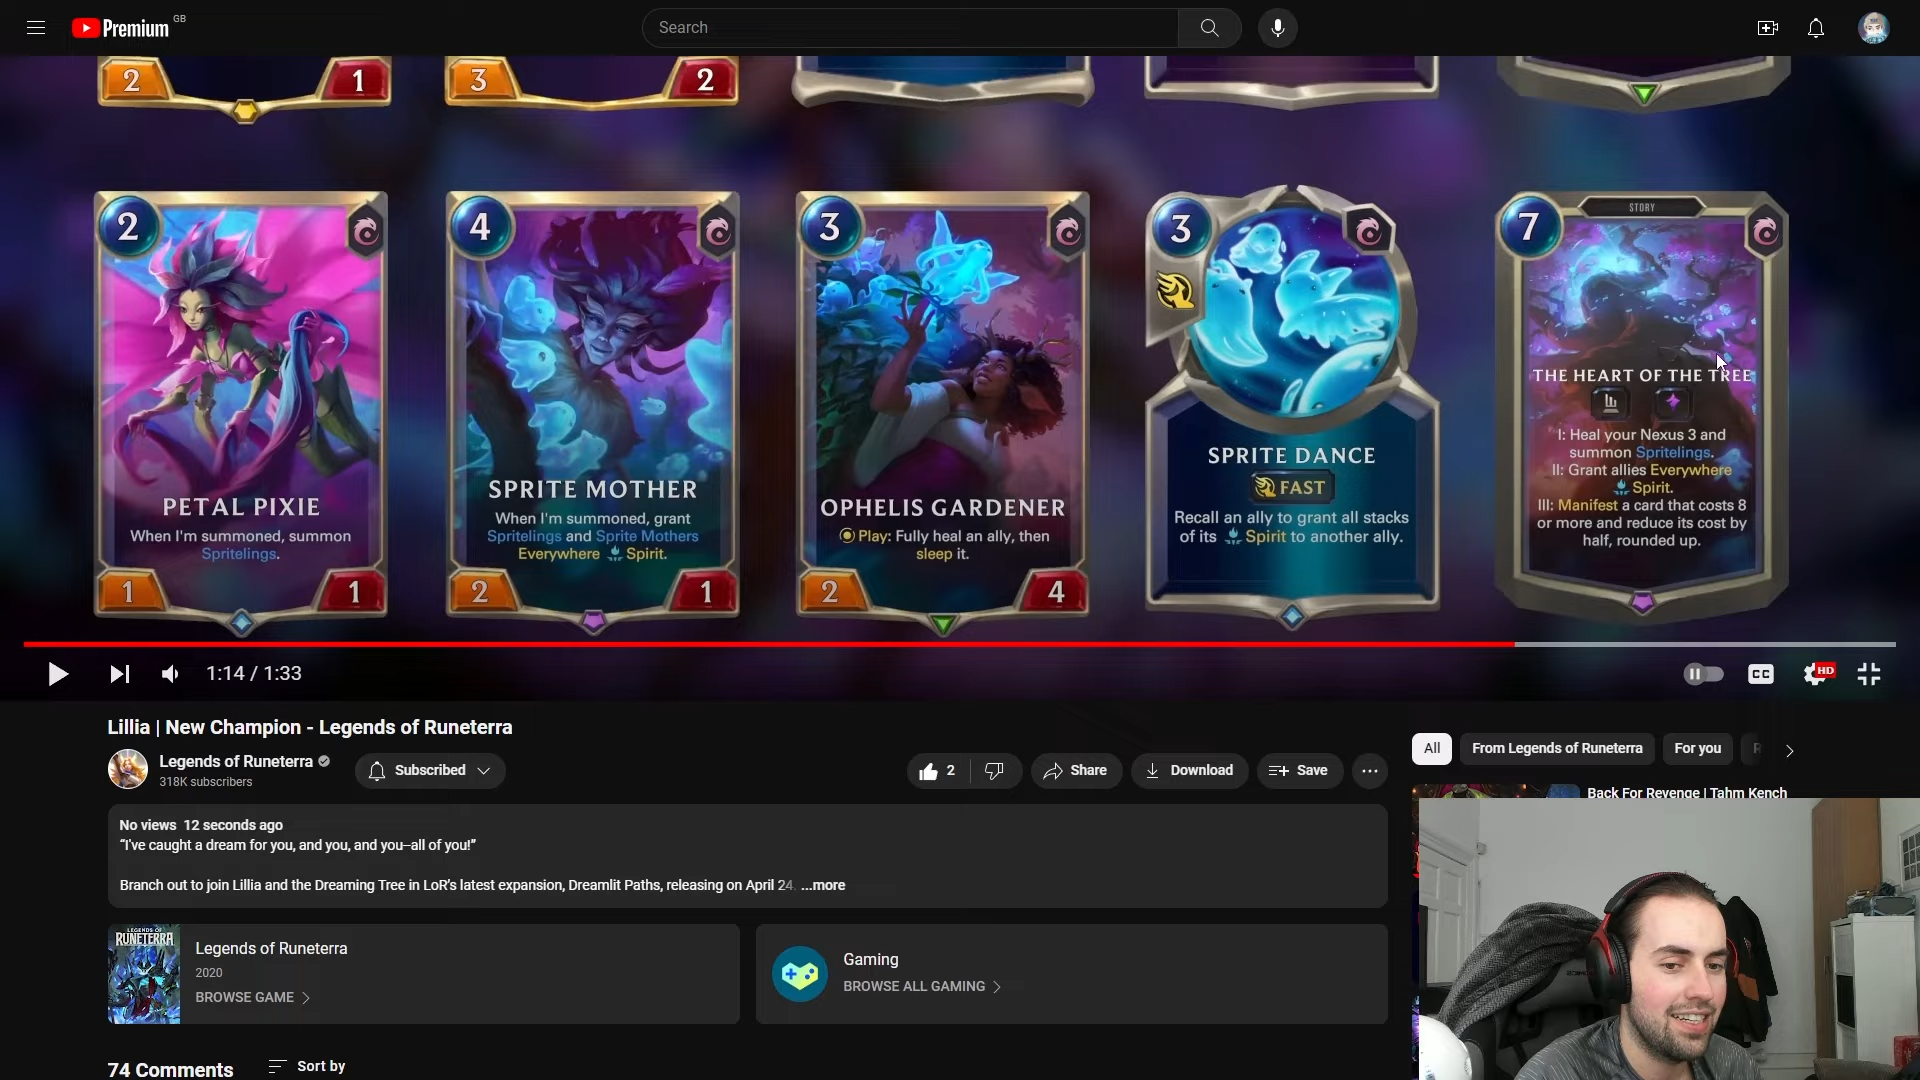 Premium GB
Search
2 1
3 2
2
PETAL PIXIE
When I'm summoned, summon
Spritelings.
1 1
4
SPRITE MOTHER
When I'm summoned, grant
Spritelings and Sprite Mothers
Everywhere Spirit.
2 1
3
OPHELIS GARDENER
Play: Fully heal an ally, then
sleep it.
2 4
3
SPRITE DANCE
FAST
Recall an ally to grant all stacks
of its Spirit to another ally.
7
STORY
THE HEART OF THE TREE
I: Heal your Nexus 3 and
summon Spritelings.
II: Grant allies Everywhere
Spirit.
III: Manifest a card that costs 8
or more and reduce its cost by
half, rounded up.
1:14 / 1:33
CC
HD
Lillia | New Champion - Legends of Runeterra
Legends of Runeterra
318K subscribers
Subscribed
2
Share
Download
Save
No views 12 seconds ago
“I've caught a dream for you, and you, and you–all of you!”
Branch out to join Lillia and the Dreaming Tree in LoR's latest expansion, Dreamlit Paths, releasing on April 24. ...more
LEGENDS OF
RUNETERRA
Legends of Runeterra
2020
BROWSE GAME
Gaming
BROWSE ALL GAMING
74 Comments
Sort by
All
From Legends of Runeterra
For you
Back For Revenge | Tahm Kench